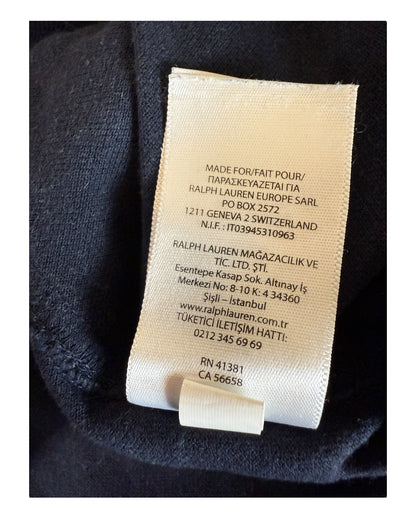 MADE FOR/FAIT POUR/
ΠΑΡΑΣΚΕΥΑΖΕΤΑΙ ΓΙΑ
RALPH LAUREN EUROPE SARL
PO BOX 2572
1211 GENEVA 2 SWITZERLAND
N.I.F. : IT03945310963
RALPH LAUREN MAĞAZACILIK VE
TİC. LTD. ŞTİ.
Esentepe Kasap Sok. Altınay İş
Merkezi No: 8-10 K: 4 34360
Şişli – İstanbul
www.ralphlauren.com.tr
TÜKETİCİ İLETİŞİM HATTI:
0212 345 69 69
RN 41381
CA 56658